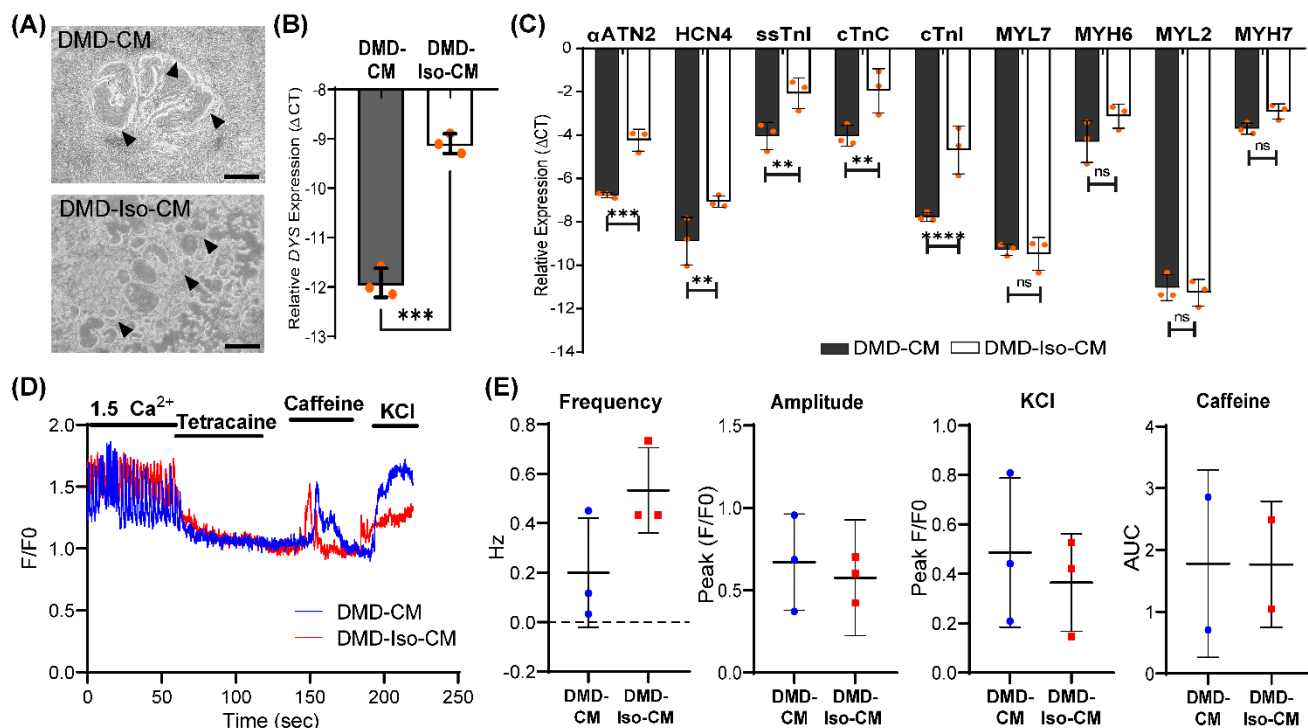 (A)
DMD-CM
DMD-Iso-CM
(B)
DMD-
CM
DMD-
Iso-CM
Relative DYS Expression (ΔCT)
-8
-9
-10
-11
-12
-13
***
(C)
αATN2 HCN4 ssTnI cTnC cTnI MYL7 MYH6 MYL2 MYH7
Relative Expression (ΔCT)
0
-2
-4
-6
-8
-10
-12
-14
***
**
**
**
****
ns
ns
ns
ns
DMD-CM DMD-Iso-CM
(D)
1.5 Ca²⁺
Tetracaine
Caffeine
KCl
F/F0
2.0
1.5
1.0
0.5
0.0
DMD-CM
DMD-Iso-CM
0 50 100 150 200 250
Time (sec)
(E)
Frequency
Hz
0.8
0.6
0.4
0.2
0.0
-0.2
DMD-
CM
DMD-
Iso-CM
Amplitude
Peak (F/F0)
1.5
1.0
0.5
0.0
DMD-
CM
DMD-
Iso-CM
KCl
Peak F/F0
1.0
0.8
0.6
0.4
0.2
0.0
DMD-
CM
DMD-
Iso-CM
Caffeine
AUC
4
3
2
1
0
DMD-
CM
DMD-
Iso-CM